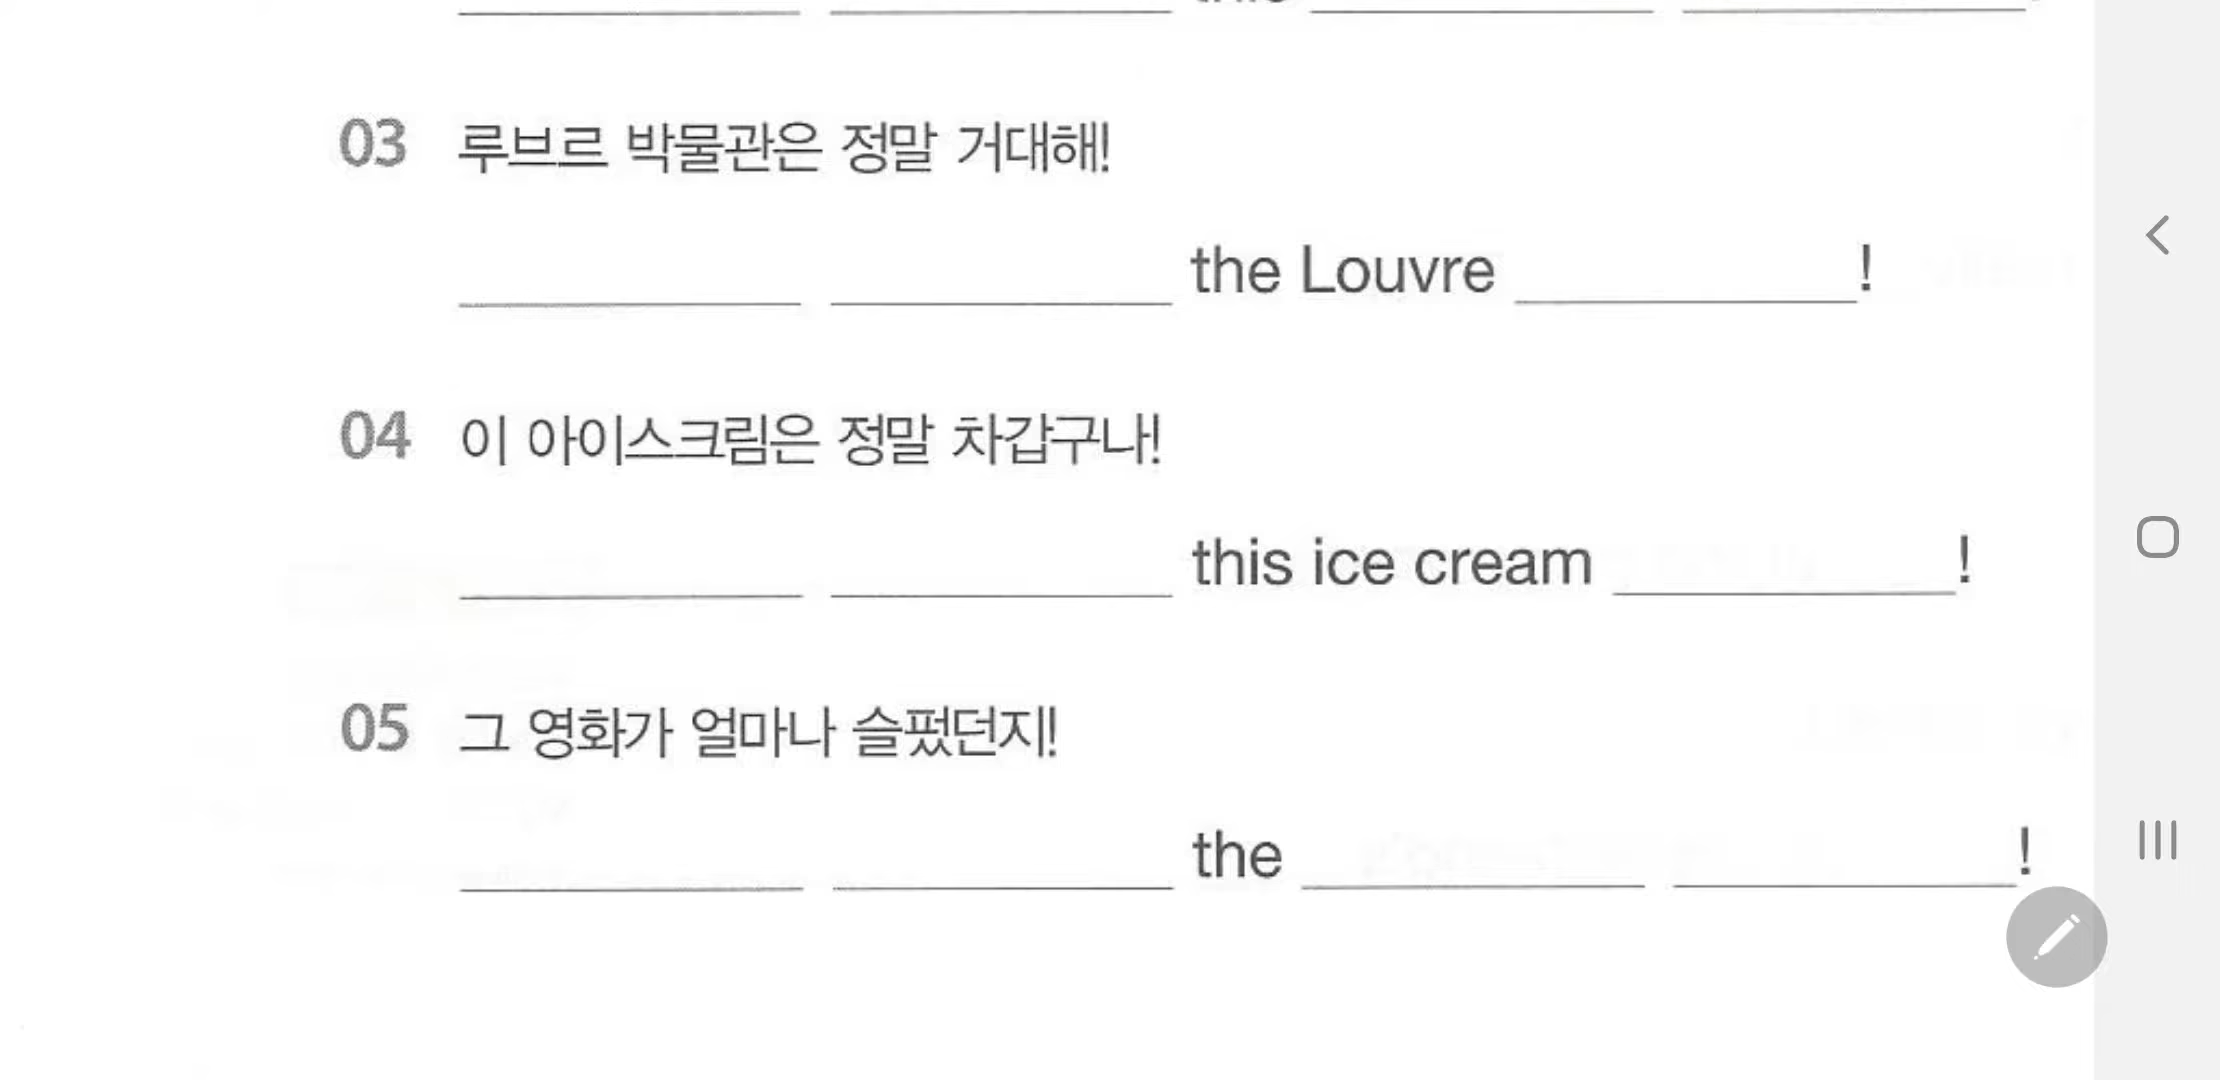 03 루브르 박물관은 정말 거대해!
the Louvre !
04 이 아이스크림은 정말 차갑구나!
this ice cream !
05 그 영화가 얼마나 슬펐던지!
the !